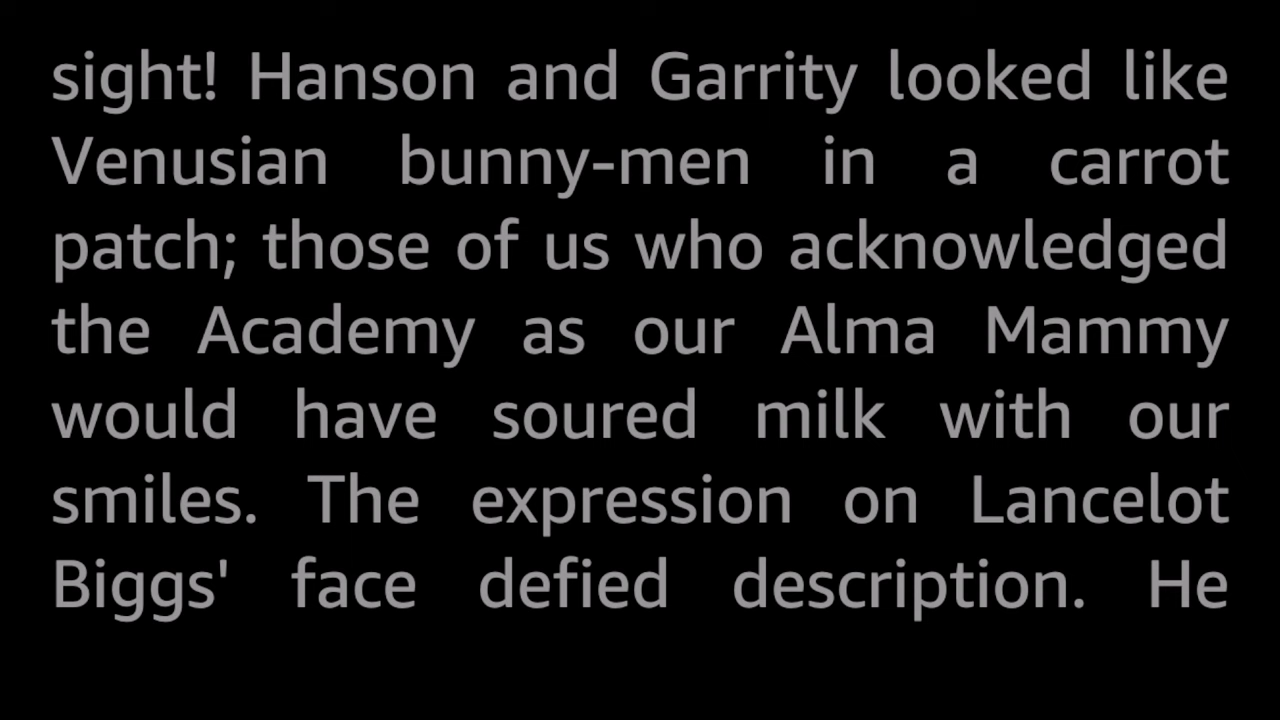 sight! Hanson and Garrity looked like
Venusian bunny-men in a carrot
patch; those of us who acknowledged
the Academy as our Alma Mammy
would have soured milk with our
smiles. The expression on Lancelot
Biggs' face defied description. He